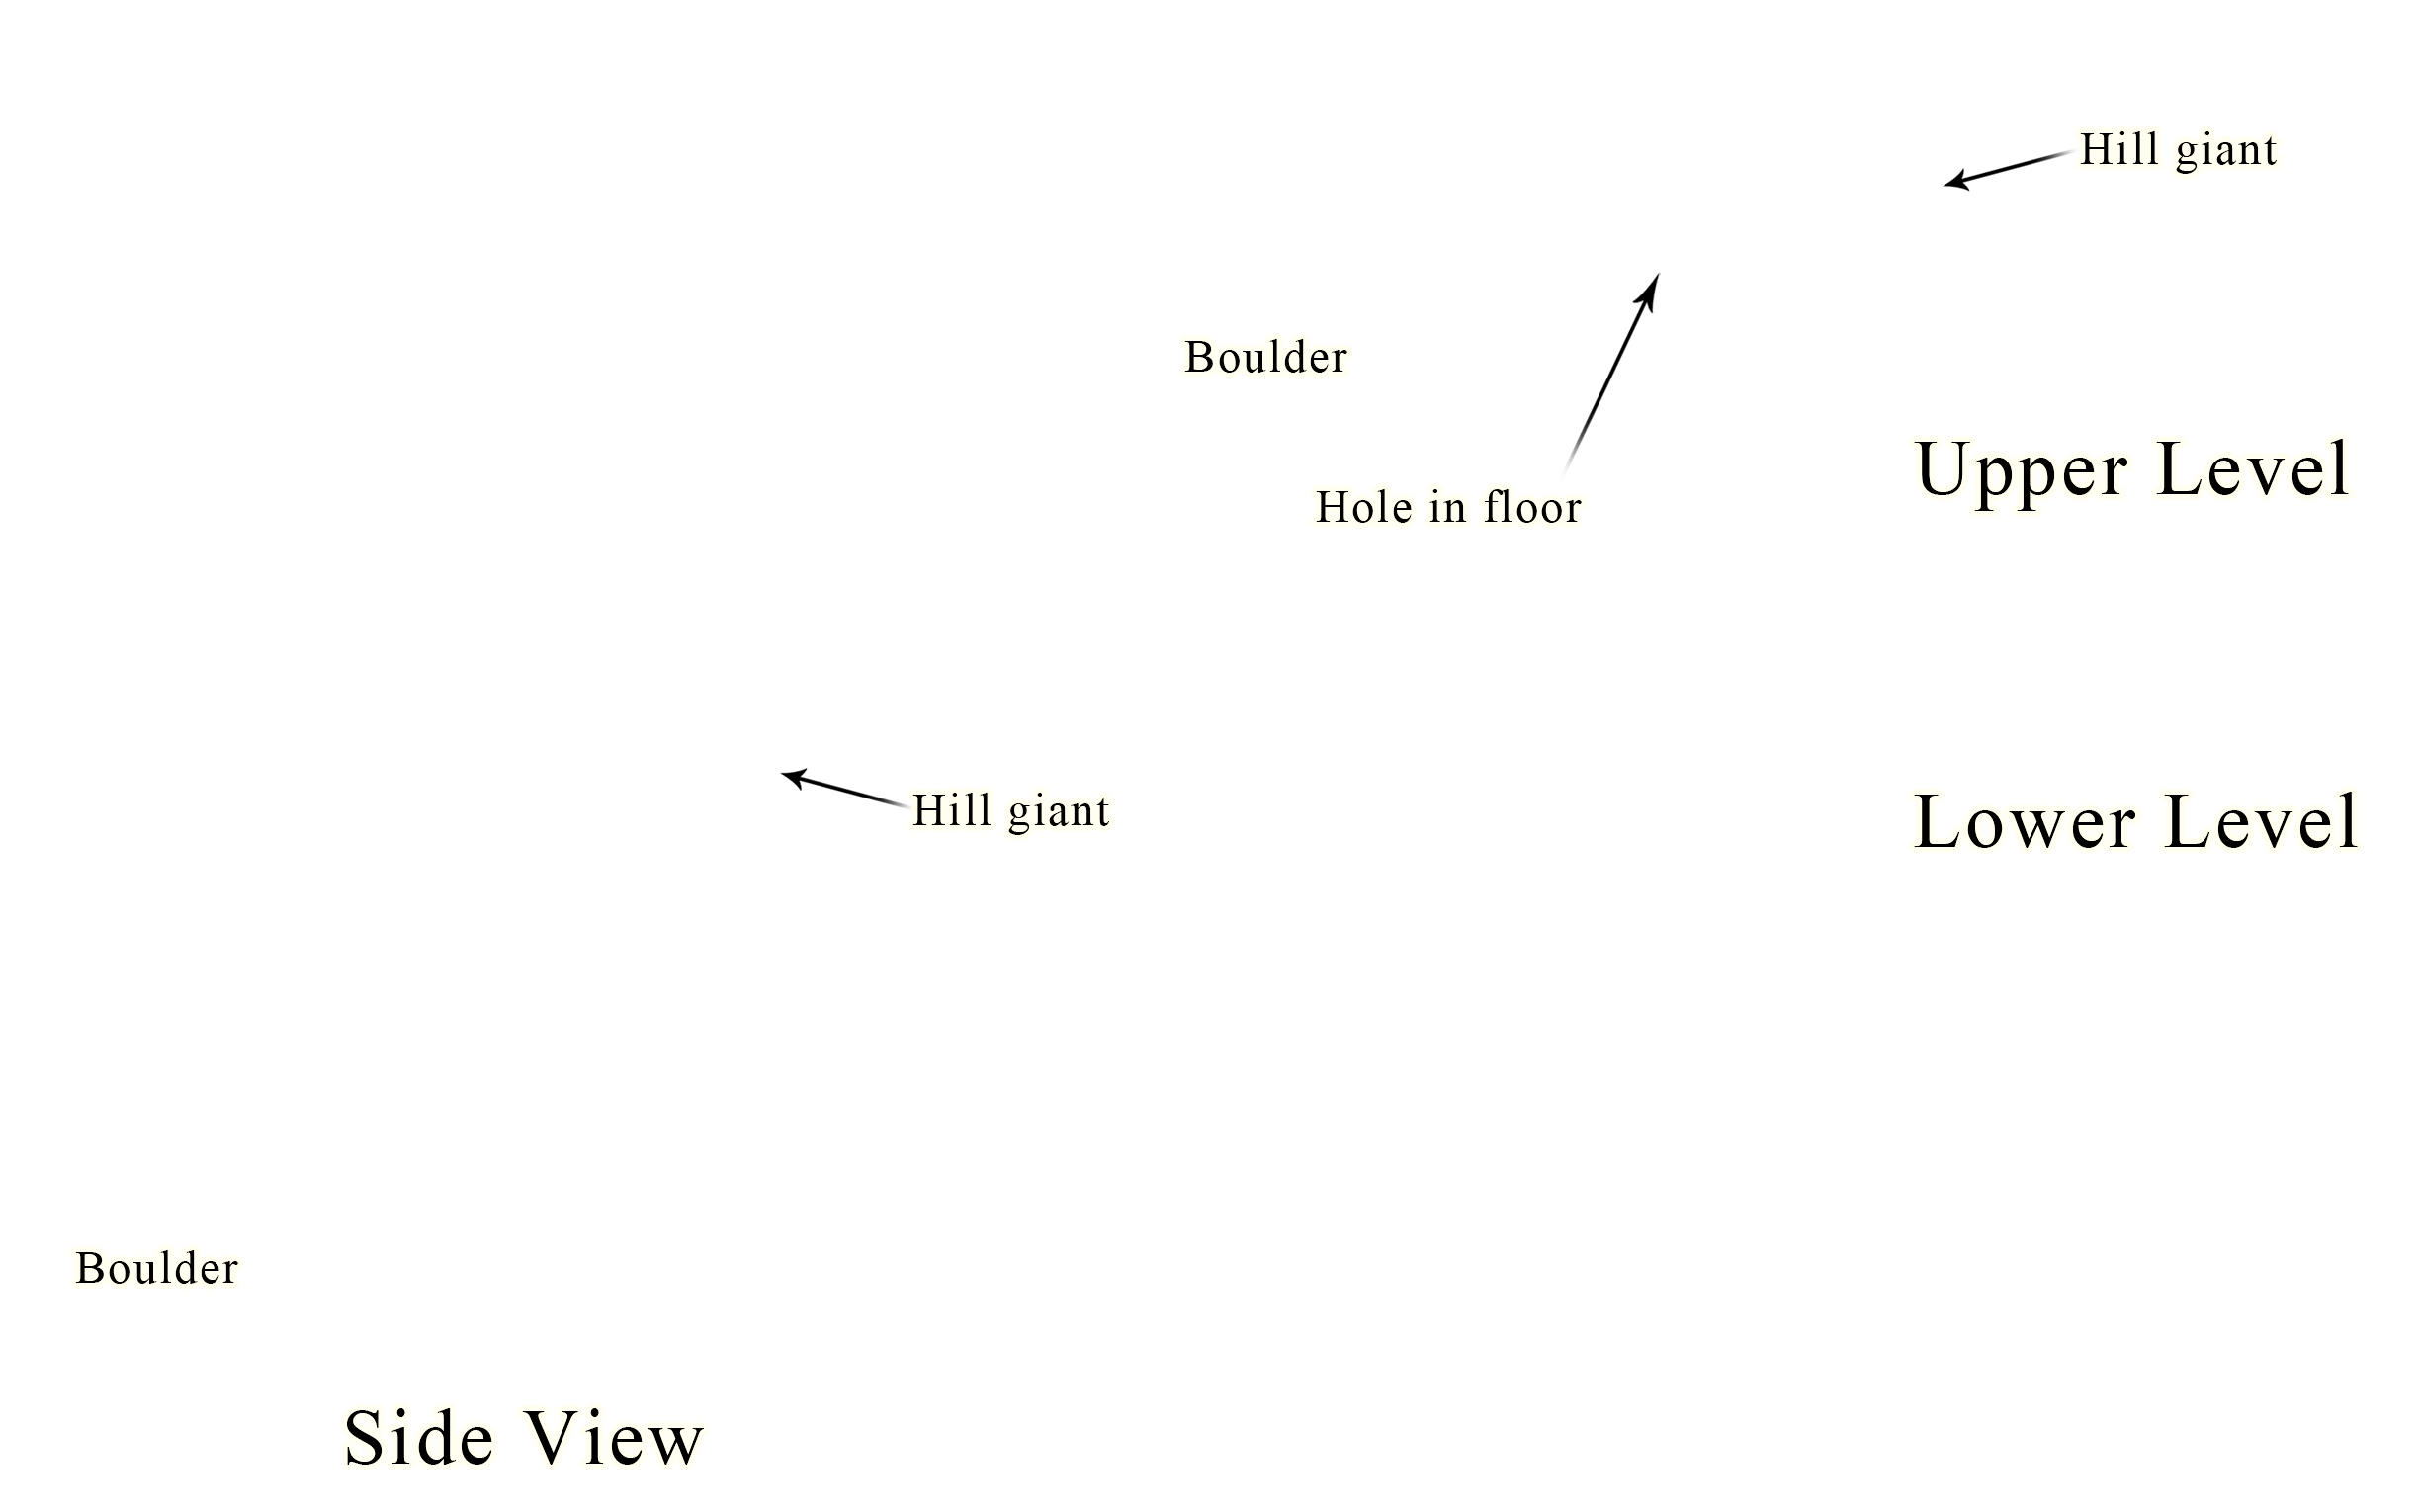 Hill giant
Boulder
Upper Level
Hole in floor
Hill giant
Lower Level
Boulder
Side View